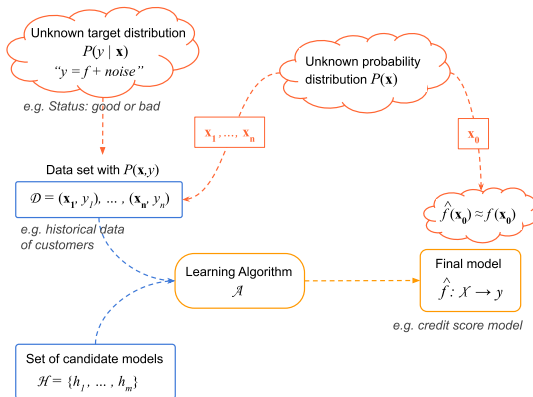 Unknown target distribution
P(y | x)
“y = f + noise”
e.g. Status: good or bad
Unknown probability
distribution P(x)
x1,..., xn
x0
Data set with P(x,y)
𝒟 = (x1, y1), ... , (xn, yn)
e.g. historical data
of customers
f̂(x0) ≈ f(x0)
Learning Algorithm
𝒜
Final model
f̂ : 𝒳 → y
e.g. credit score model
Set of candidate models
ℋ = {h1, ... , hm}